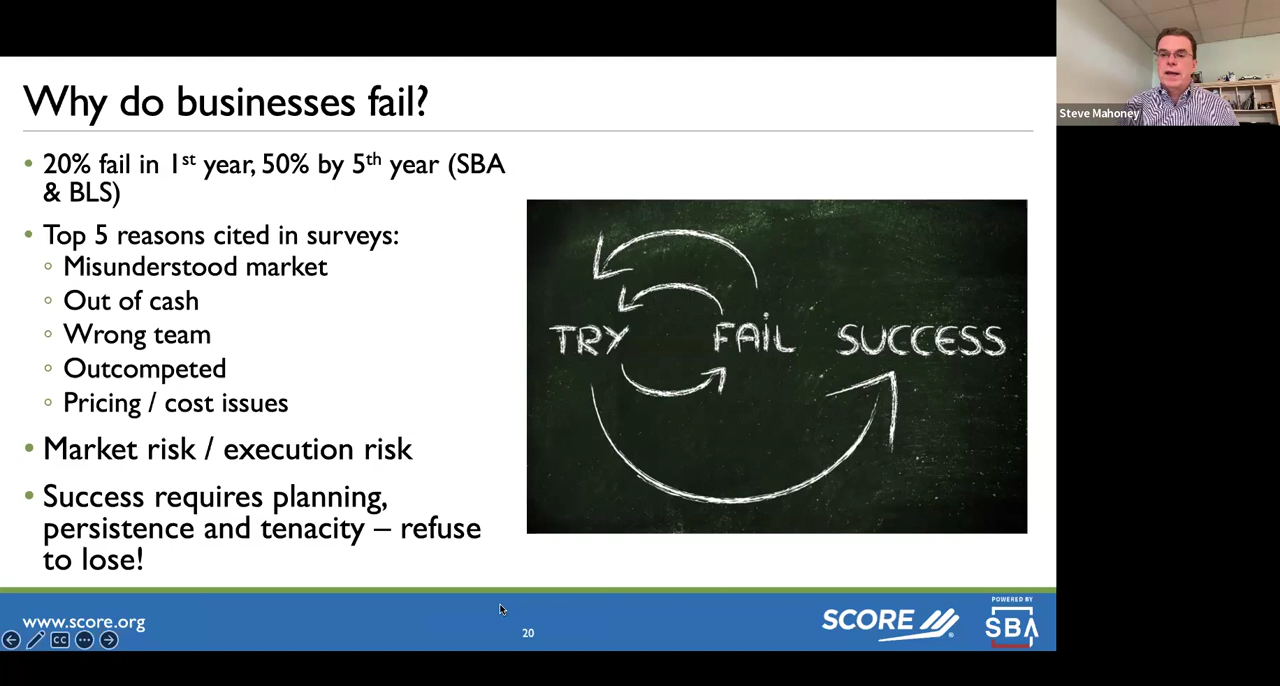 Why do businesses fail?
• 20% fail in 1st year, 50% by 5th year (SBA
& BLS)
• Top 5 reasons cited in surveys:
◦ Misunderstood market
◦ Out of cash
◦ Wrong team
◦ Outcompeted
◦ Pricing / cost issues
• Market risk / execution risk
• Success requires planning,
persistence and tenacity – refuse
to lose!
TRY FAiL SUCCESS
www.score.org
CC
20
SCORE
®
POWERED BY
SBA
Steve Mahoney